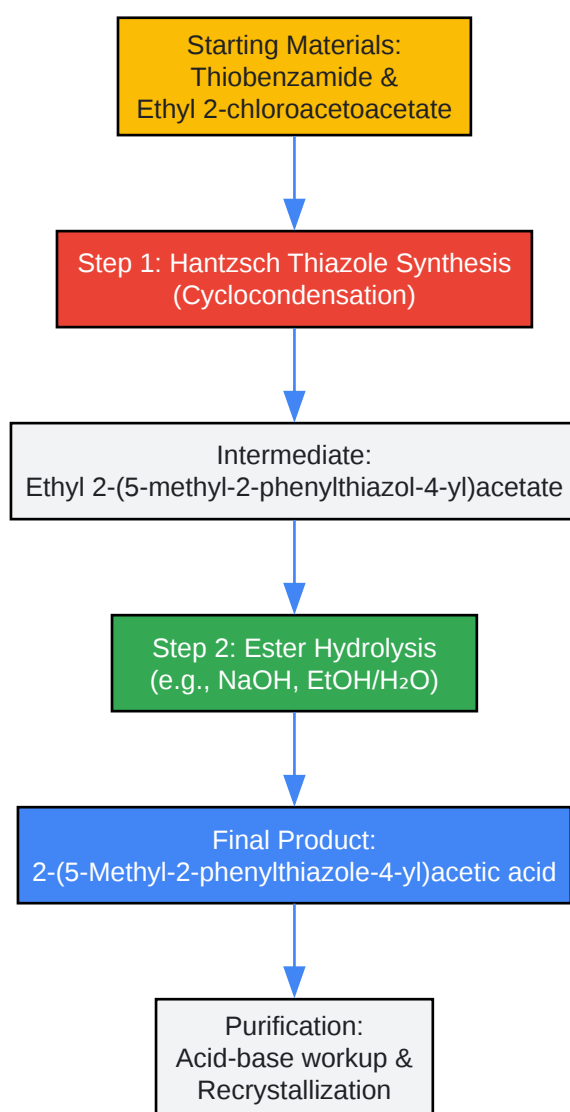 Starting Materials:
Thiobenzamide &
Ethyl 2-chloroacetoacetate
Step 1: Hantzsch Thiazole Synthesis
(Cyclocondensation)
Intermediate:
Ethyl 2-(5-methyl-2-phenylthiazol-4-yl)acetate
Step 2: Ester Hydrolysis
(e.g., NaOH, EtOH/H₂O)
Final Product:
2-(5-Methyl-2-phenylthiazole-4-yl)acetic acid
Purification:
Acid-base workup &
Recrystallization